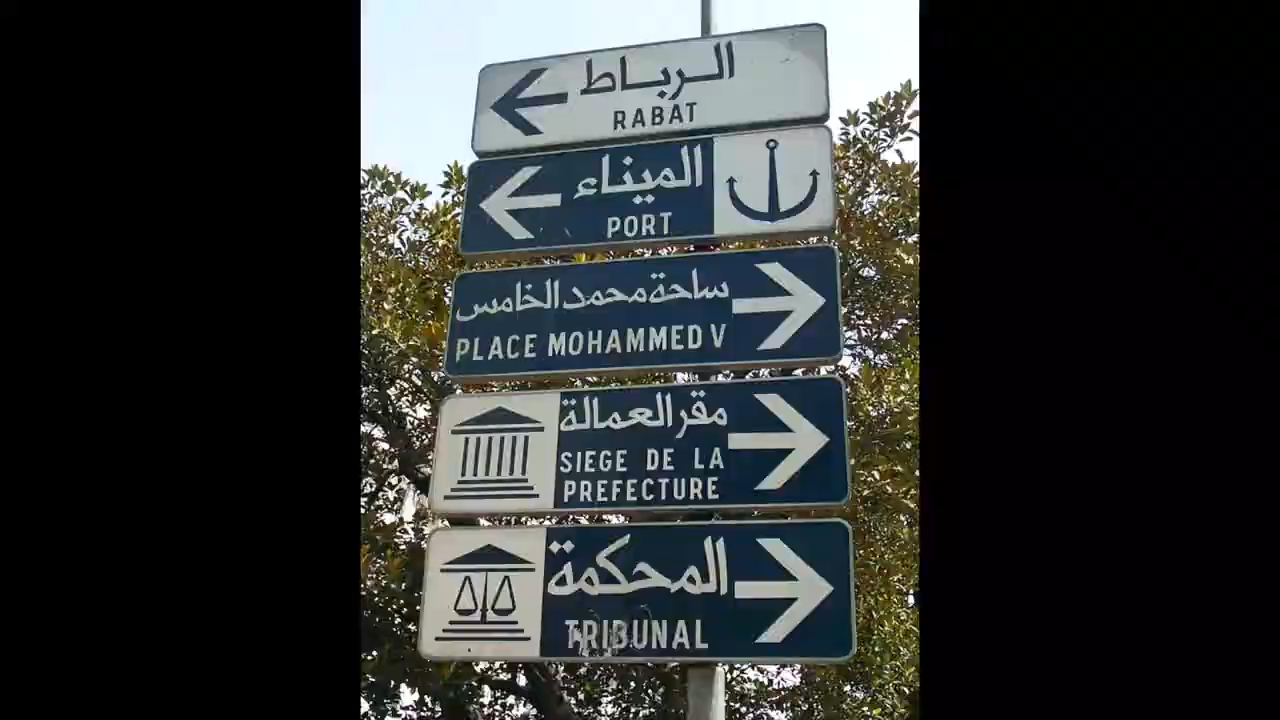 الرباط
RABAT
الميناء
PORT
ساحة محمد الخامس
PLACE MOHAMMED V
مقر العمالة
SIEGE DE LA
PREFECTURE
المحكمة
TRIBUNAL